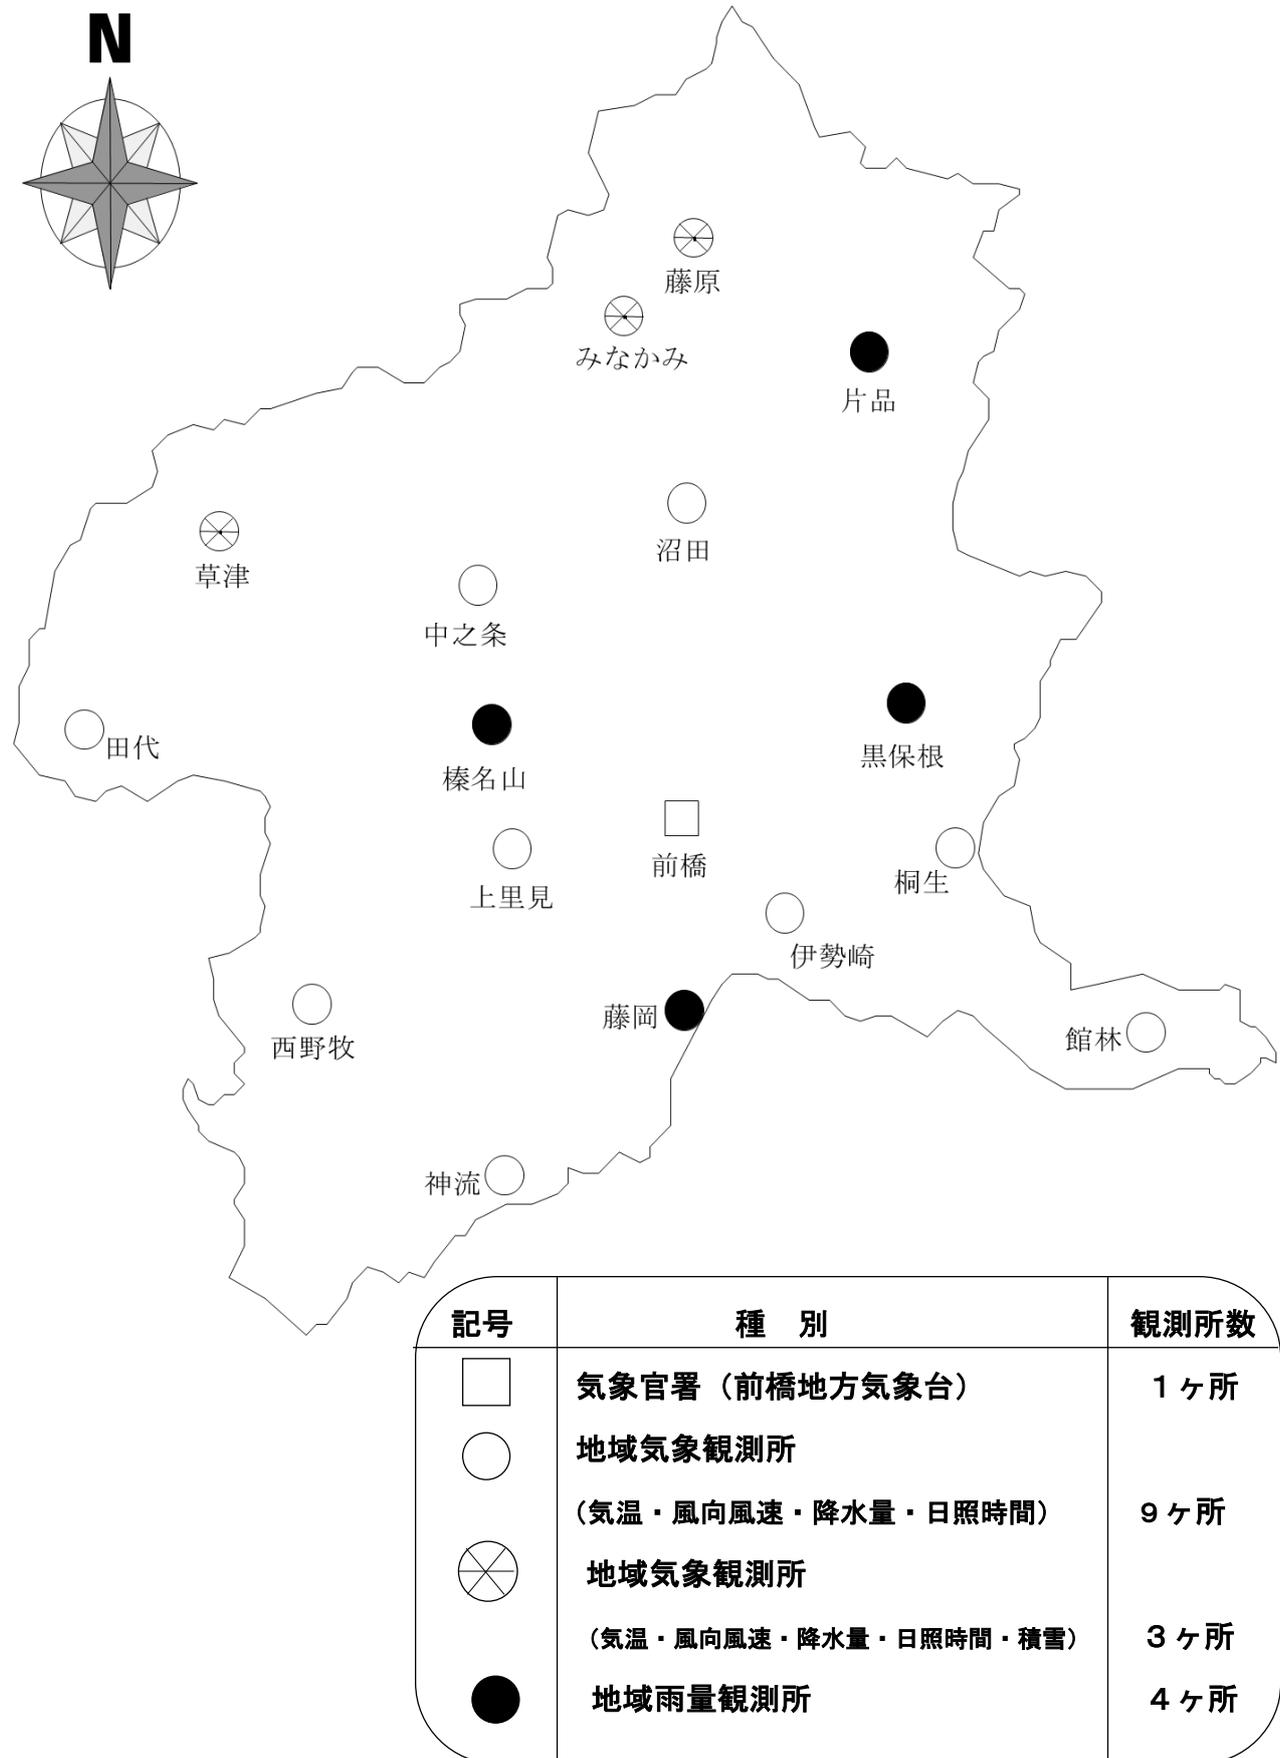 N
藤原
みなかみ
片品
沼田
草津
中之条
黒保根
田代
榛名山
前橋
桐生
上里見
伊勢崎
藤岡
館林
西野牧
神流
記号 種 別 観測所数
気象官署（前橋地方気象台） 1ヶ所
地域気象観測所
（気温・風向風速・降水量・日照時間） 9ヶ所
地域気象観測所
（気温・風向風速・降水量・日照時間・積雪） 3ヶ所
地域雨量観測所 4ヶ所